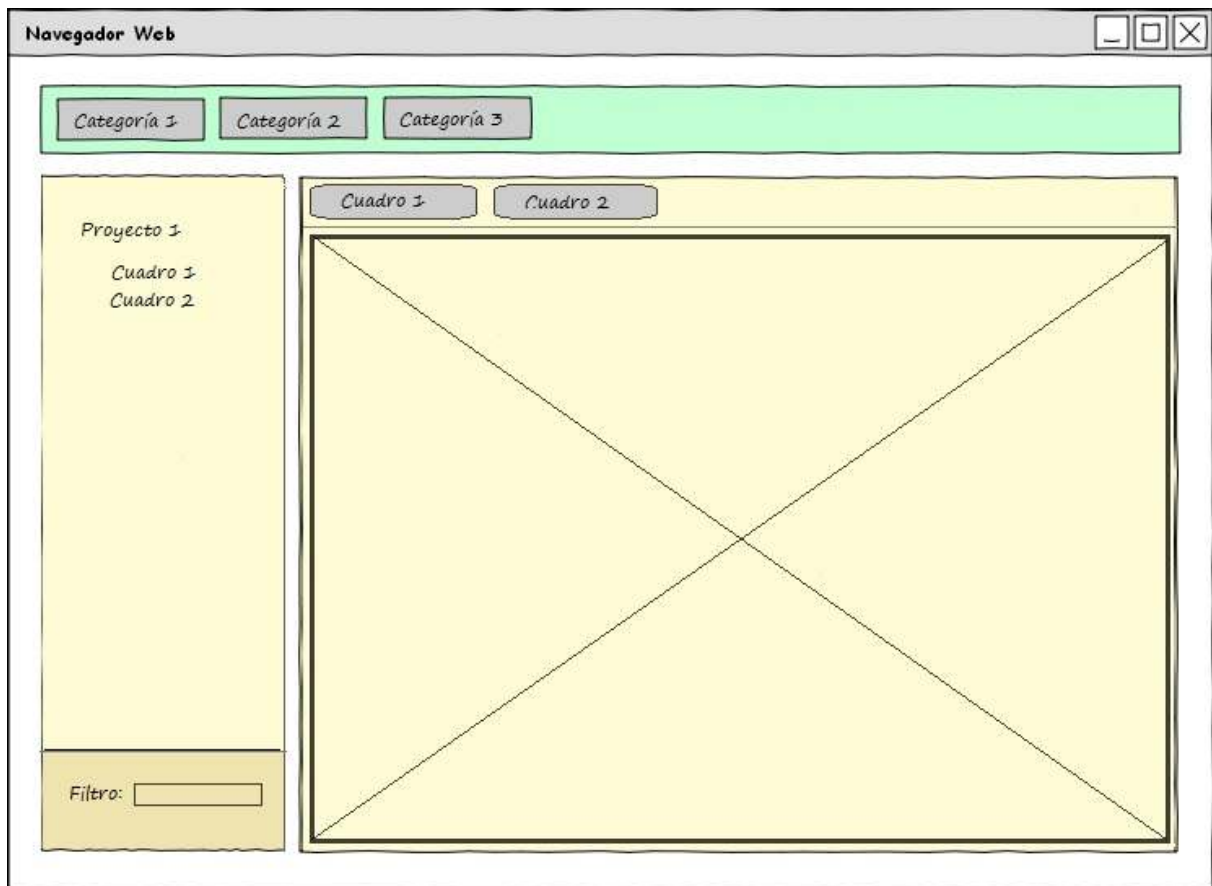 Navegador Web
Categoría 1
Categoría 2
Categoría 3
Proyecto 1
Cuadro 1
Cuadro 2
Filtro:
Cuadro 1
Cuadro 2